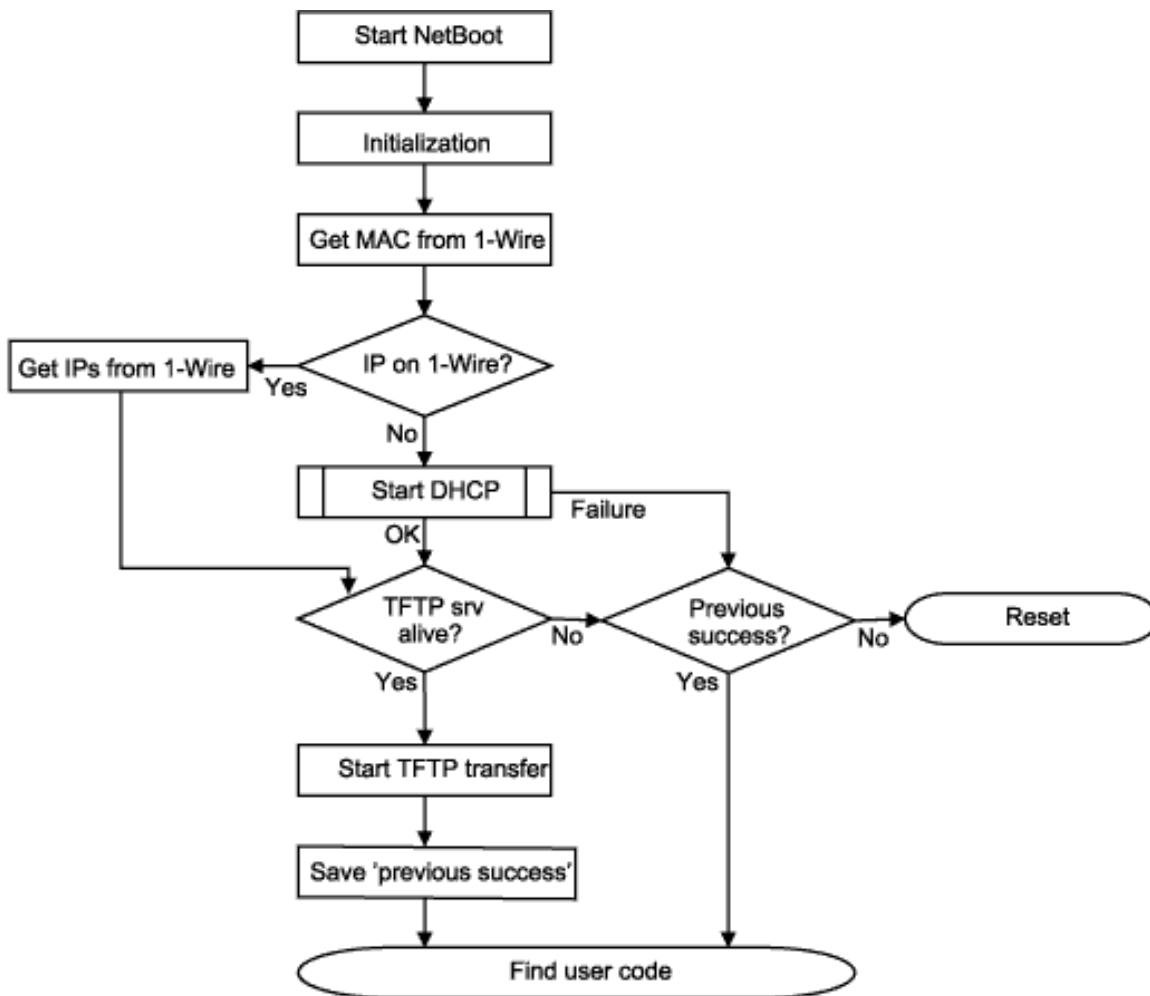 Start NetBoot
Initialization
Get MAC from 1-Wire
IP on 1-Wire?
Get IPs from 1-Wire
Yes
No
Start DHCP
Failure
OK
TFTP srv
alive?
No
Previous
success?
No
Reset
Yes
Yes
Start TFTP transfer
Save 'previous success'
Find user code